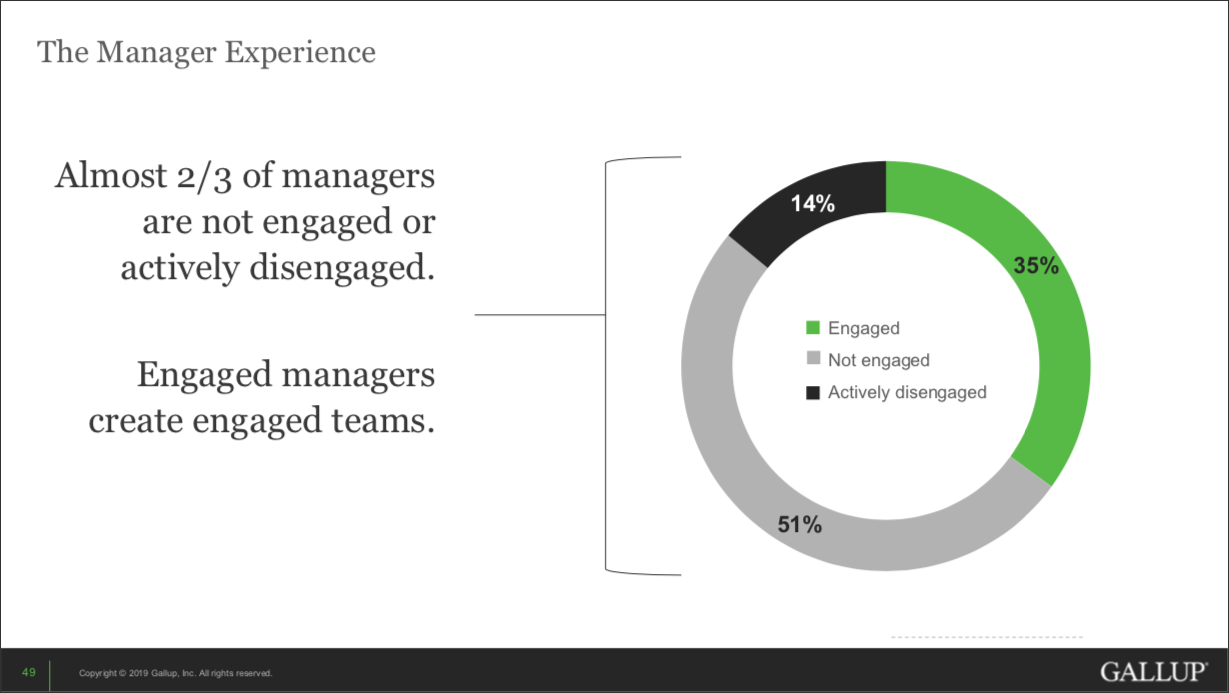 The Manager Experience
Almost 2/3 of managers
are not engaged or
actively disengaged.
Engaged managers
create engaged teams.
14%
35%
Engaged
Not engaged
Actively disengaged
51%
49
Copyright © 2019 Gallup, Inc. All rights reserved.
GALLUP®